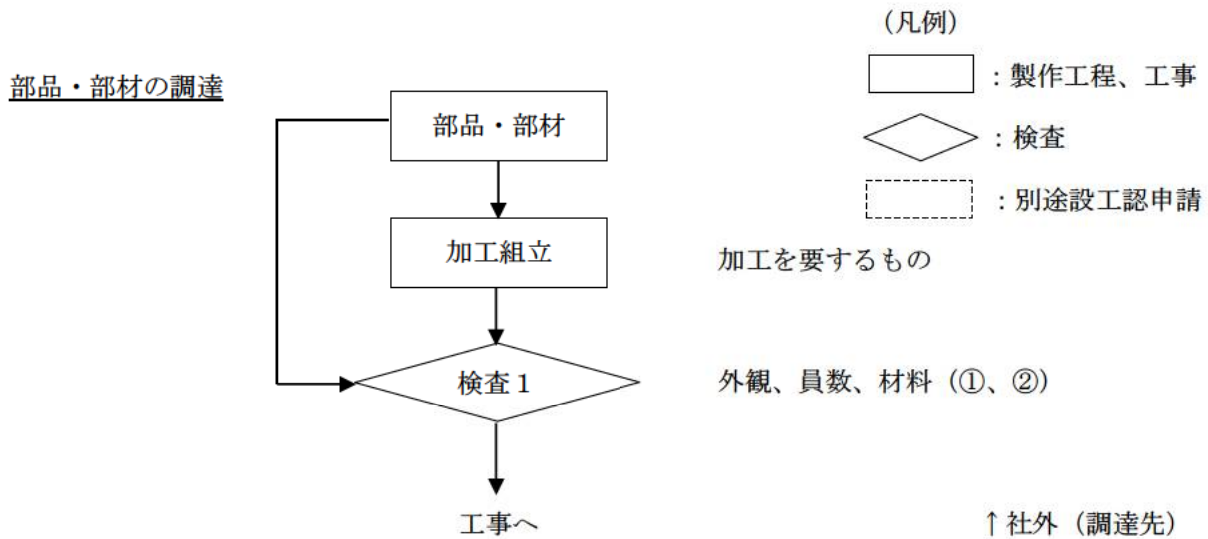 (凡例)
部品・部材の調達
:製作工程、工事
部品・部材
:検査
:別途設工認申請
加工組立
加工を要するもの
検査1
外観、員数、材料(①、②)
工事へ
↑社外(調達先)